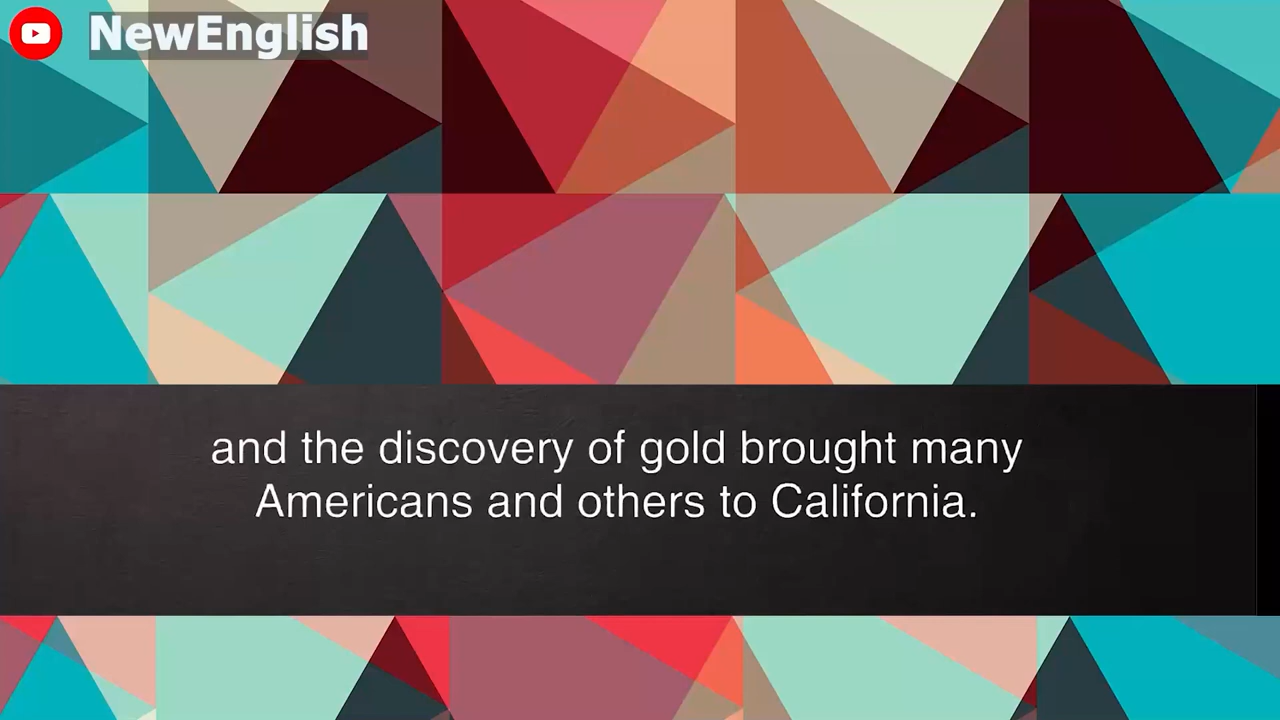 NewEnglish
and the discovery of gold brought many
Americans and others to California.